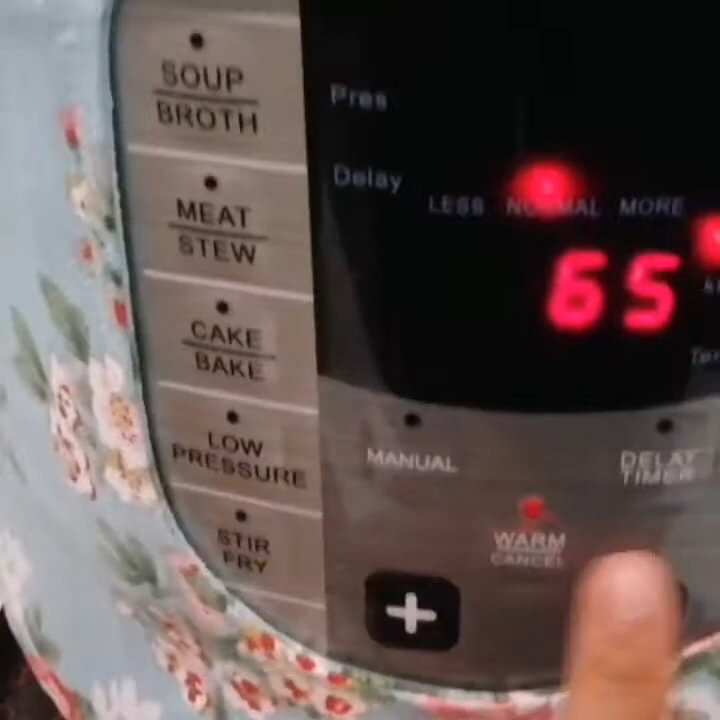 SOUP
BROTH
Pres
Delay
LESS NORMAL MORE
MEAT
STEW
65
CAKE
BAKE
MANUAL
DELAY
TIMER
LOW
PRESSURE
WARM
CANCEL
STIR
FRY
+